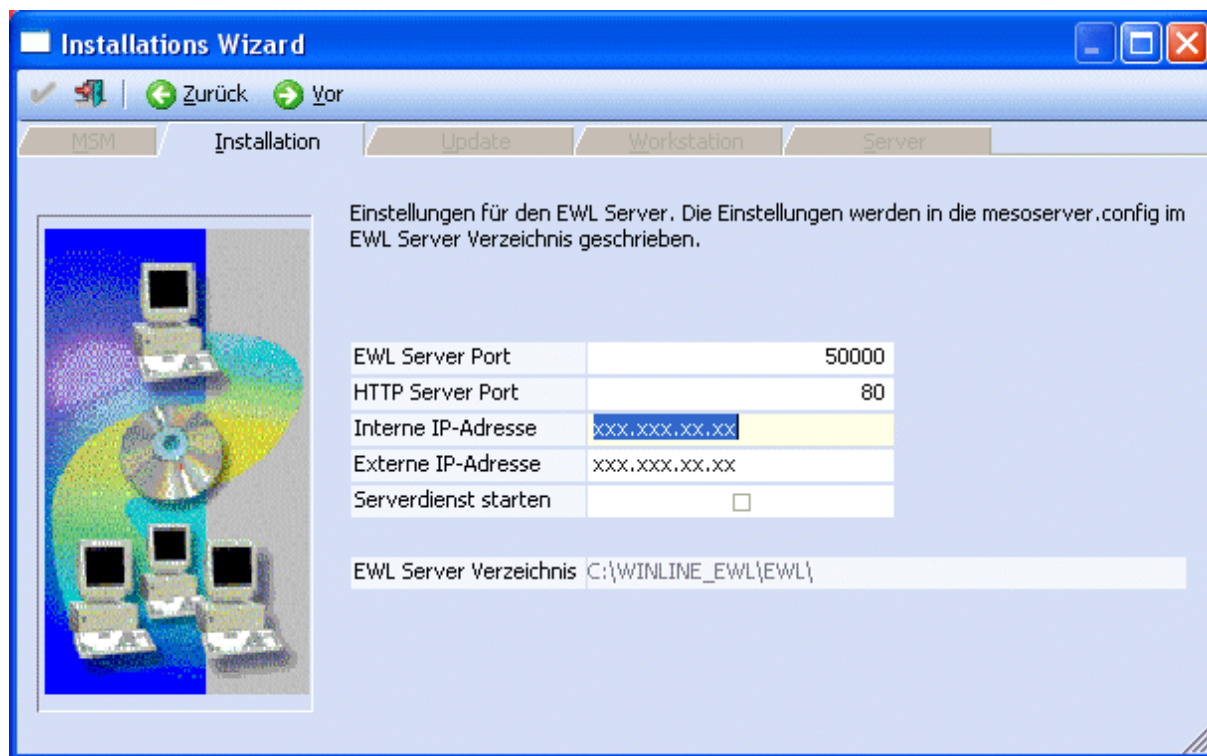 Installations Wizard
Zurück Vor
MSM Installation Update Workstation Server
Einstellungen für den EWL Server. Die Einstellungen werden in die mesoserver.config im
EWL Server Verzeichnis geschrieben.
EWL Server Port 50000
HTTP Server Port 80
Interne IP-Adresse xxx.xxx.xx.xx
Externe IP-Adresse xxx.xxx.xx.xx
Serverdienst starten
EWL Server Verzeichnis C:\WINLINE_EWL\EWL\